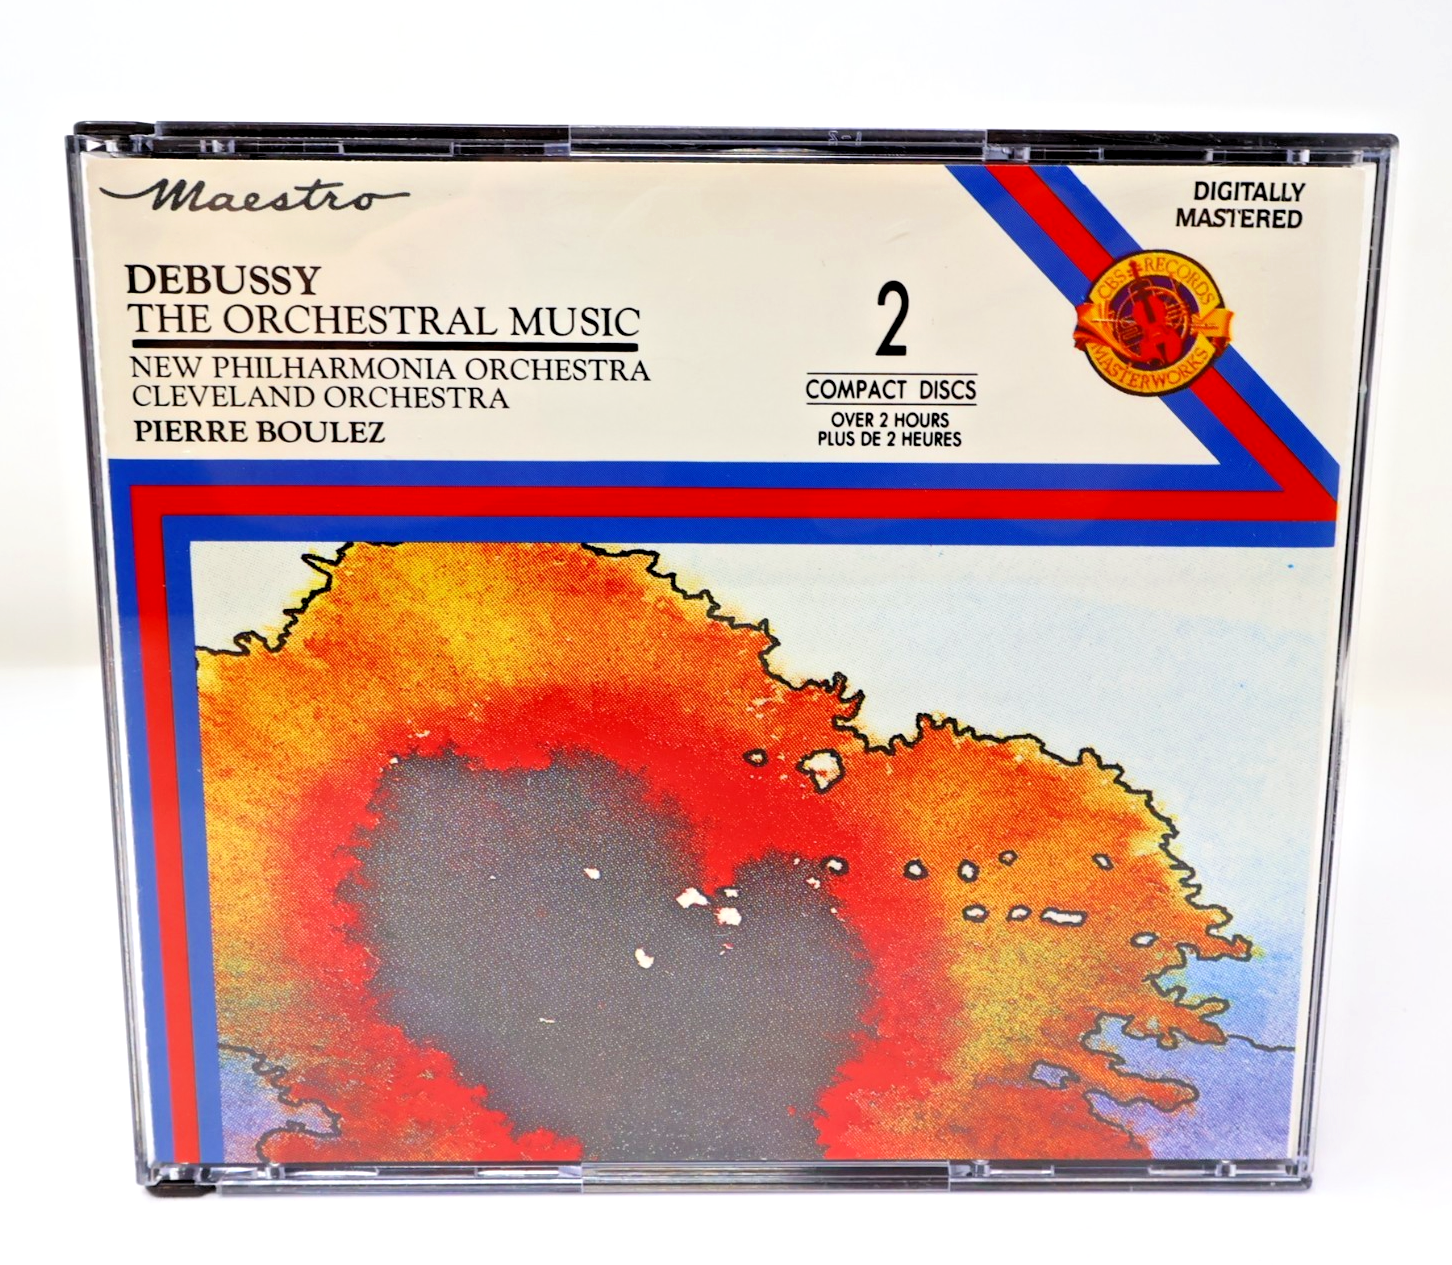 Maestro
DIGITALLY
MASTERED
DEBUSSY
THE ORCHESTRAL MUSIC
NEW PHILHARMONIA ORCHESTRA
CLEVELAND ORCHESTRA
PIERRE BOULEZ
2
COMPACT DISCS
OVER 2 HOURS
PLUS DE 2 HEURES
CBS RECORDS
MASTERWORKS